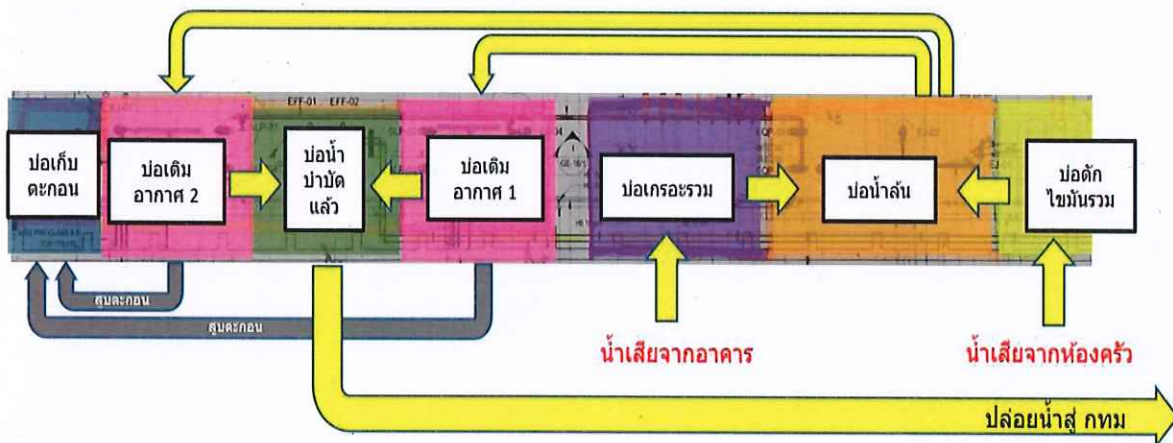 EFF-01 EFF-02
บ่อเก็บ
ตะกอน
บ่อเติม
อากาศ 2
บ่อน้ำ
บำบัด
แล้ว
บ่อเติม
อากาศ 1
บ่อเกรอะรวม
บ่อน้ำล้น
บ่อดัก
ไขมันรวม
สูบตะกอน
สูบตะกอน
น้ำเสียจากอาคาร
น้ำเสียจากห้องครัว
ปล่อยน้ำสู่ กทม